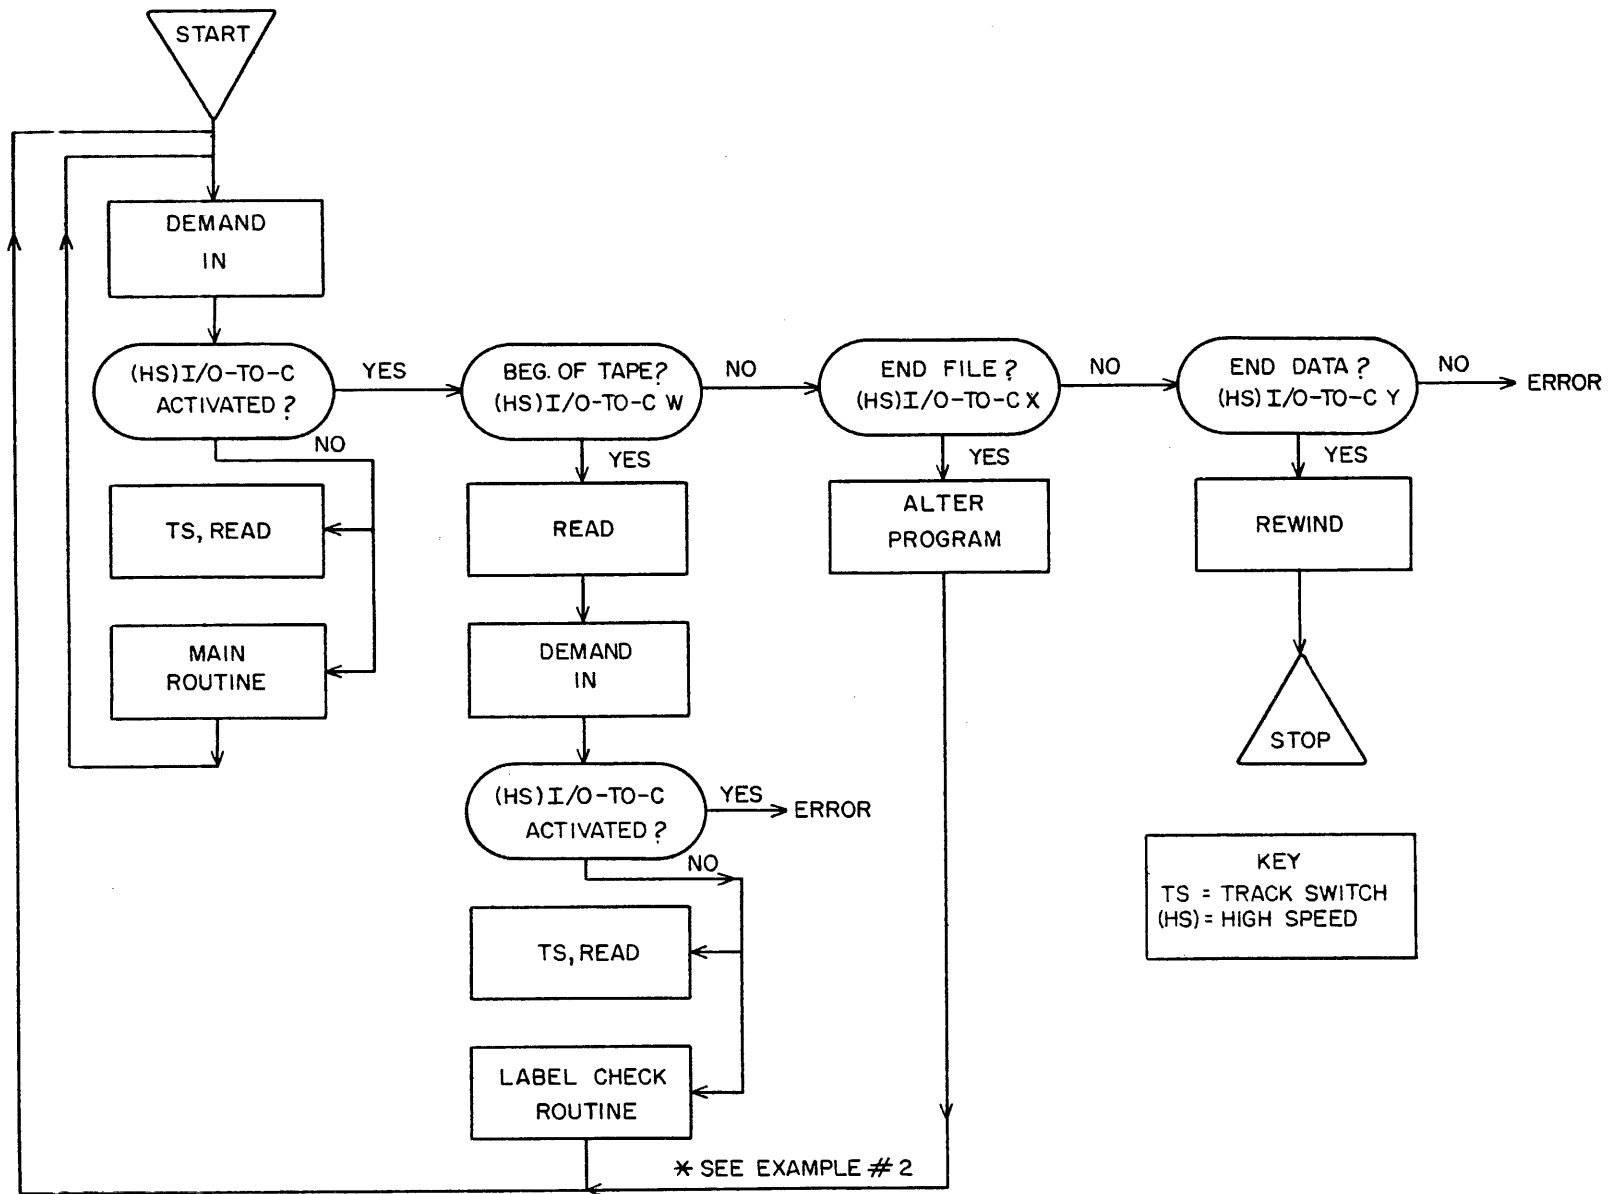 START
DEMAND
IN
(HS)I/O-TO-C
ACTIVATED?
YES
NO
TS, READ
MAIN
ROUTINE
BEG. OF TAPE?
(HS)I/O-TO-C W
NO
YES
READ
DEMAND
IN
(HS)I/O-TO-C
ACTIVATED?
YES
ERROR
NO
TS, READ
LABEL CHECK
ROUTINE
END FILE?
(HS)I/O-TO-C X
NO
YES
ALTER
PROGRAM
* SEE EXAMPLE # 2
END DATA?
(HS) I/O-TO-C Y
NO
ERROR
YES
REWIND
STOP
KEY
TS = TRACK SWITCH
(HS) = HIGH SPEED